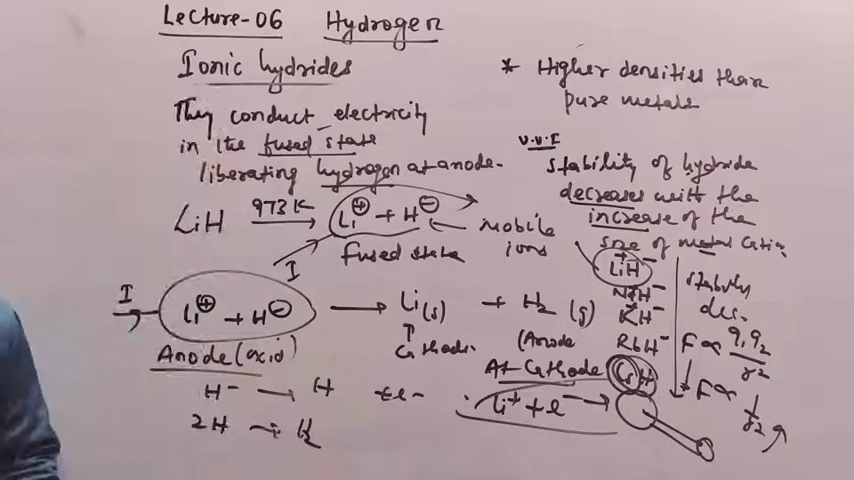 Lecture-06 Hydrogen
Ionic hydrides
They conduct electricity
in the fused state
liberating hydrogen at anode.
LiH 973 K Li⊕ + H⊖
fused state
mobile
ions
I
I
Li⊕ + H⊖ → Li(s) + H2 (g)
↑
Cathode. (Anode
Anode (oxid)
H⁻ → H + e-
2H → H2
At Cathode
Li⁺ + e⁻ →
* Higher densities than
pure metals
V.V.I
stability of hydride
decreases with the
increase of the
size of metal cation
LiH
NaH
KH
RbH
CsH
stability
des.
F ∝ q1q2/r2
F ∝ 1/r2